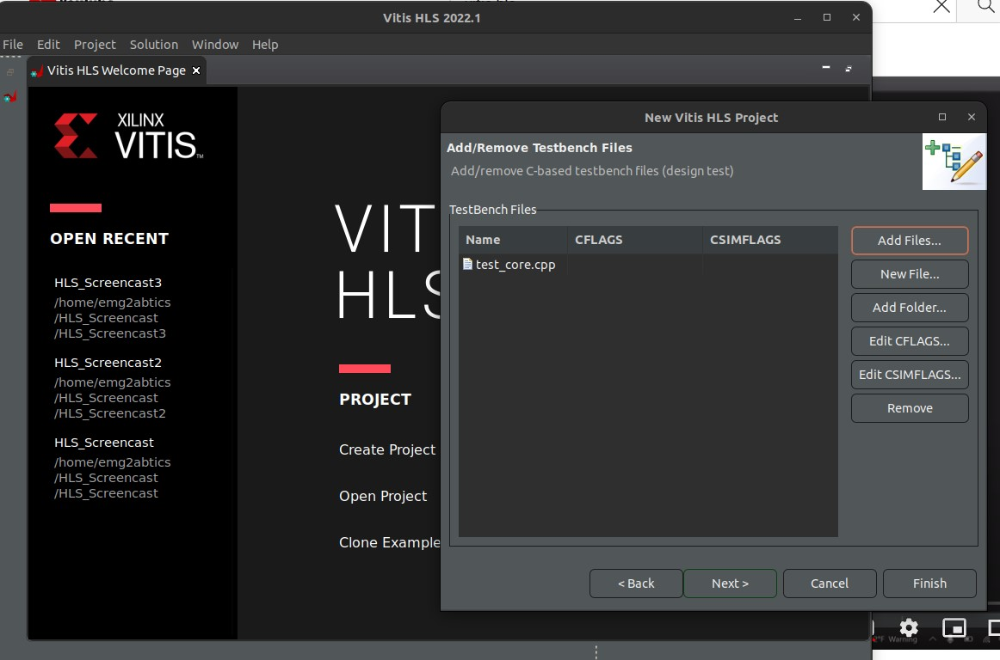 Vitis HLS 2022.1
File Edit Project Solution Window Help
Vitis HLS Welcome Page
XILINX
VITIS™
OPEN RECENT
HLS_Screencast3
/home/emg2abtics
/HLS_Screencast
/HLS_Screencast3
HLS_Screencast2
/home/emg2abtics
/HLS_Screencast
/HLS_Screencast2
HLS_Screencast
/home/emg2abtics
/HLS_Screencast
/HLS_Screencast
VIT
HLS
PROJECT
Create Project
Open Project
Clone Example
New Vitis HLS Project
Add/Remove Testbench Files
Add/remove C-based testbench files (design test)
TestBench Files
Name CFLAGS CSIMFLAGS
test_core.cpp
Add Files...
New File...
Add Folder...
Edit CFLAGS...
Edit CSIMFLAGS...
Remove
< Back Next > Cancel Finish
Warning